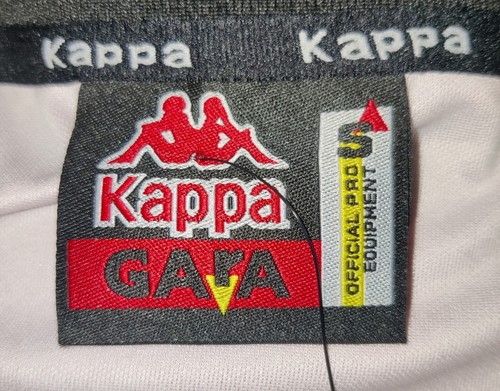 Kappa Kappa
Kappa
GArA
S
OFFICIAL PRO
EQUIPMENT